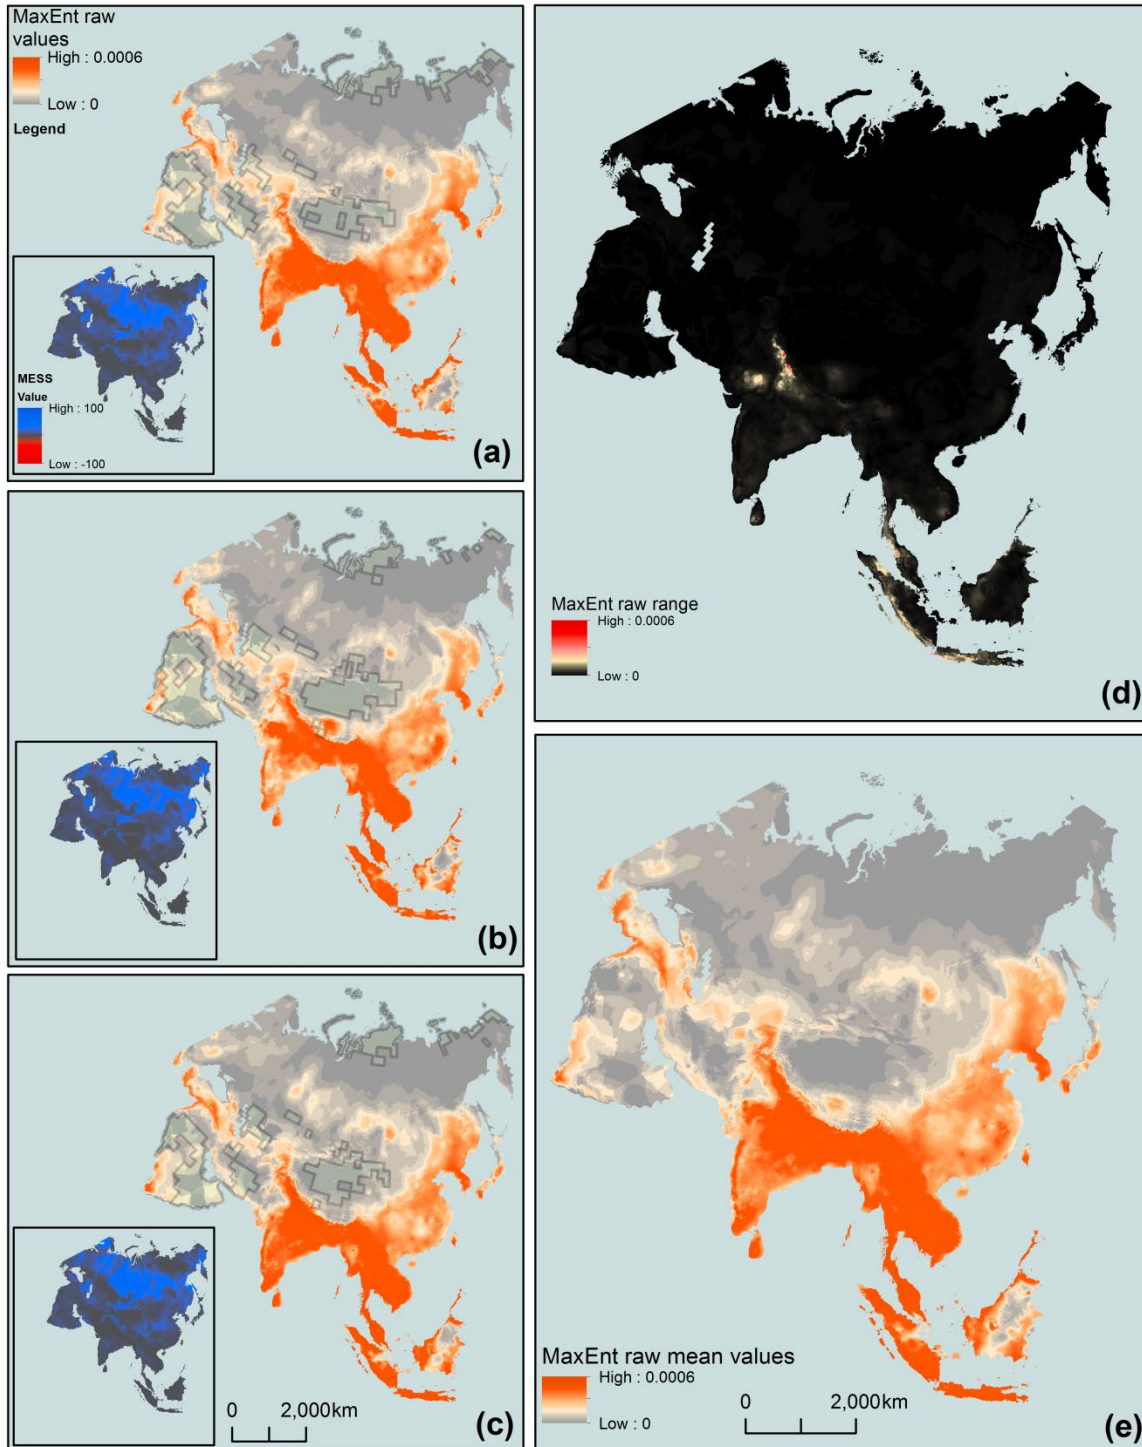 MaxEnt raw
values
High : 0.0006
Low : 0
Legend
MESS
Value
High : 100
Low : -100
(a)
(b)
0 2,000km
(c)
MaxEnt raw range
High : 0.0006
Low : 0
(d)
MaxEnt raw mean values
High : 0.0006
Low : 0
0 2,000km
(e)